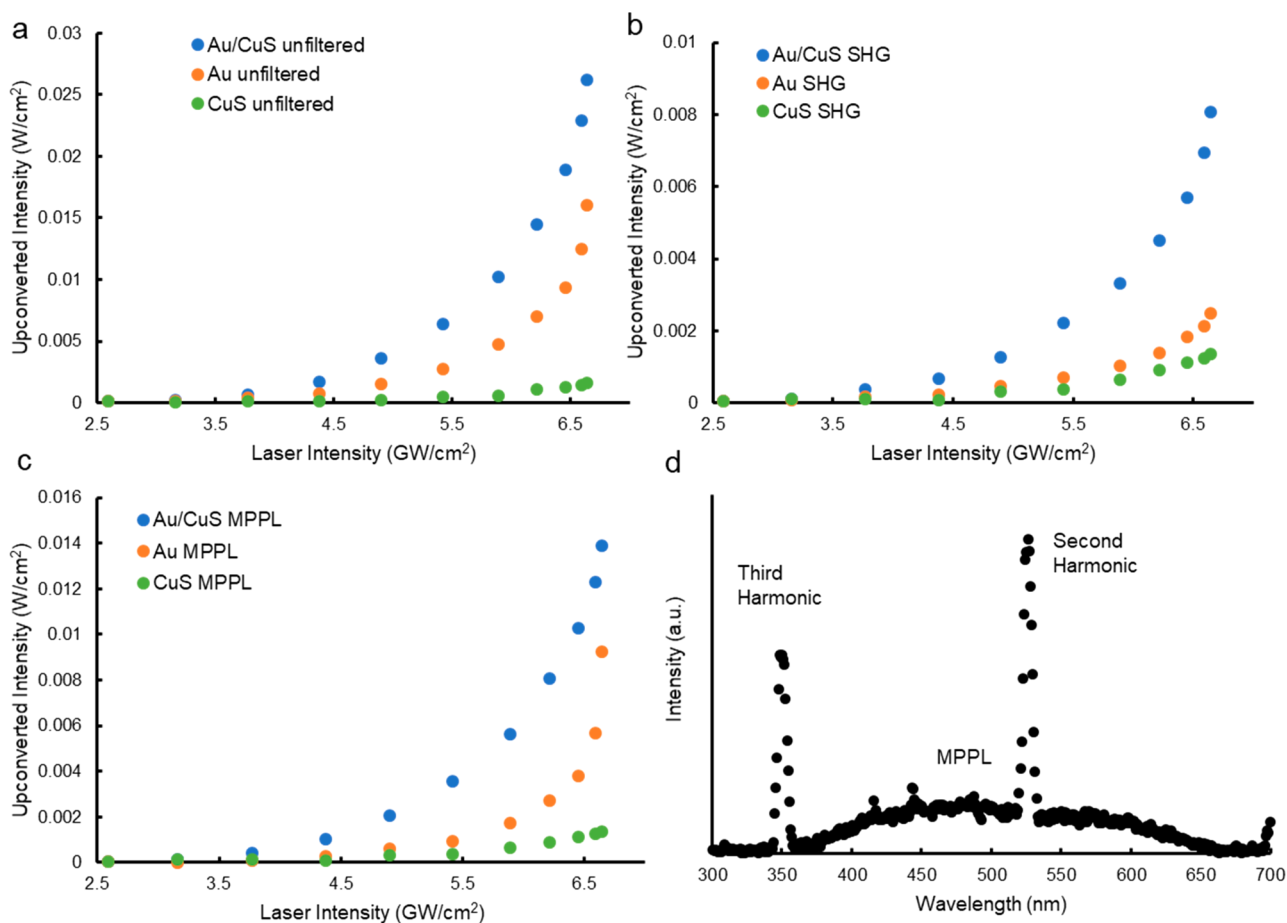 a
Upconverted Intensity (W/cm²)
0.03
0.025
0.02
0.015
0.01
0.005
0
Au/CuS unfiltered
Au unfiltered
CuS unfiltered
2.5 3.5 4.5 5.5 6.5
Laser Intensity (GW/cm²)
b
Upconverted Intensity (W/cm²)
0.01
0.008
0.006
0.004
0.002
0
Au/CuS SHG
Au SHG
CuS SHG
2.5 3.5 4.5 5.5 6.5
Laser Intensity (GW/cm²)
c
Upconverted Intensity (W/cm²)
0.016
0.014
0.012
0.01
0.008
0.006
0.004
0.002
0
Au/CuS MPPL
Au MPPL
CuS MPPL
2.5 3.5 4.5 5.5 6.5
Laser Intensity (GW/cm²)
d
Intensity (a.u.)
Third
Harmonic
MPPL
Second
Harmonic
300 350 400 450 500 550 600 650 700
Wavelength (nm)